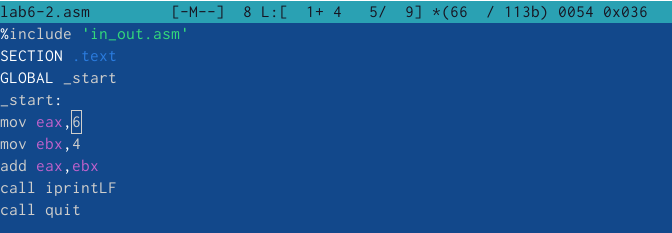 lab6-2.asm [-M--] 8 L:[ 1+ 4 5/ 9] *(66 / 113b) 0054 0x036
%include 'in_out.asm'
SECTION .text
GLOBAL _start
_start:
mov eax,6
mov ebx,4
add eax,ebx
call iprintLF
call quit